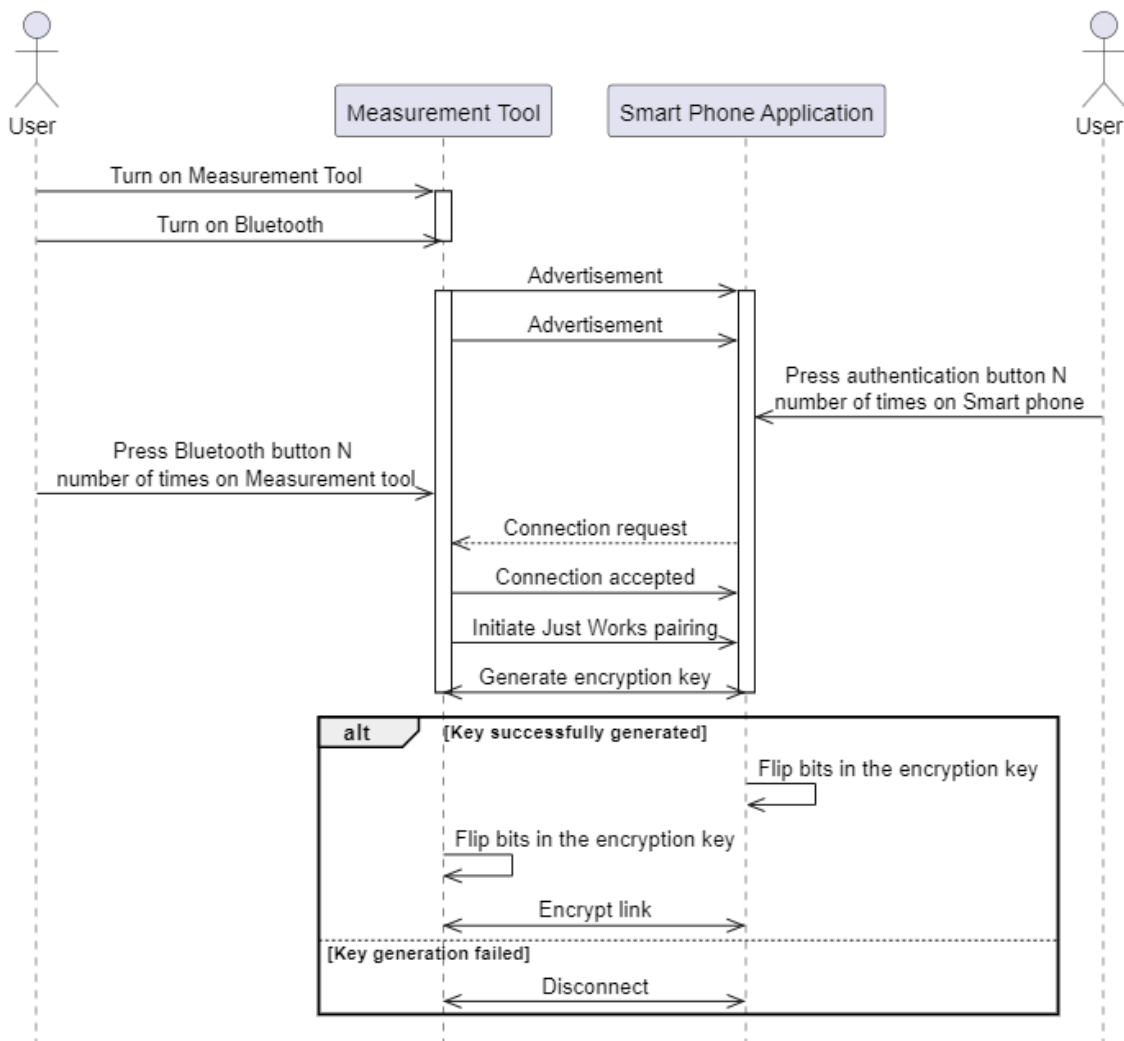 Measurement Tool
Smart Phone Application
User
User
Turn on Measurement Tool
Turn on Bluetooth
Advertisement
Advertisement
Press authentication button N
number of times on Smart phone
Press Bluetooth button N
number of times on Measurement tool
Connection request
Connection accepted
Initiate Just Works pairing
Generate encryption key
alt
[Key successfully generated]
Flip bits in the encryption key
Flip bits in the encryption key
Encrypt link
[Key generation failed]
Disconnect